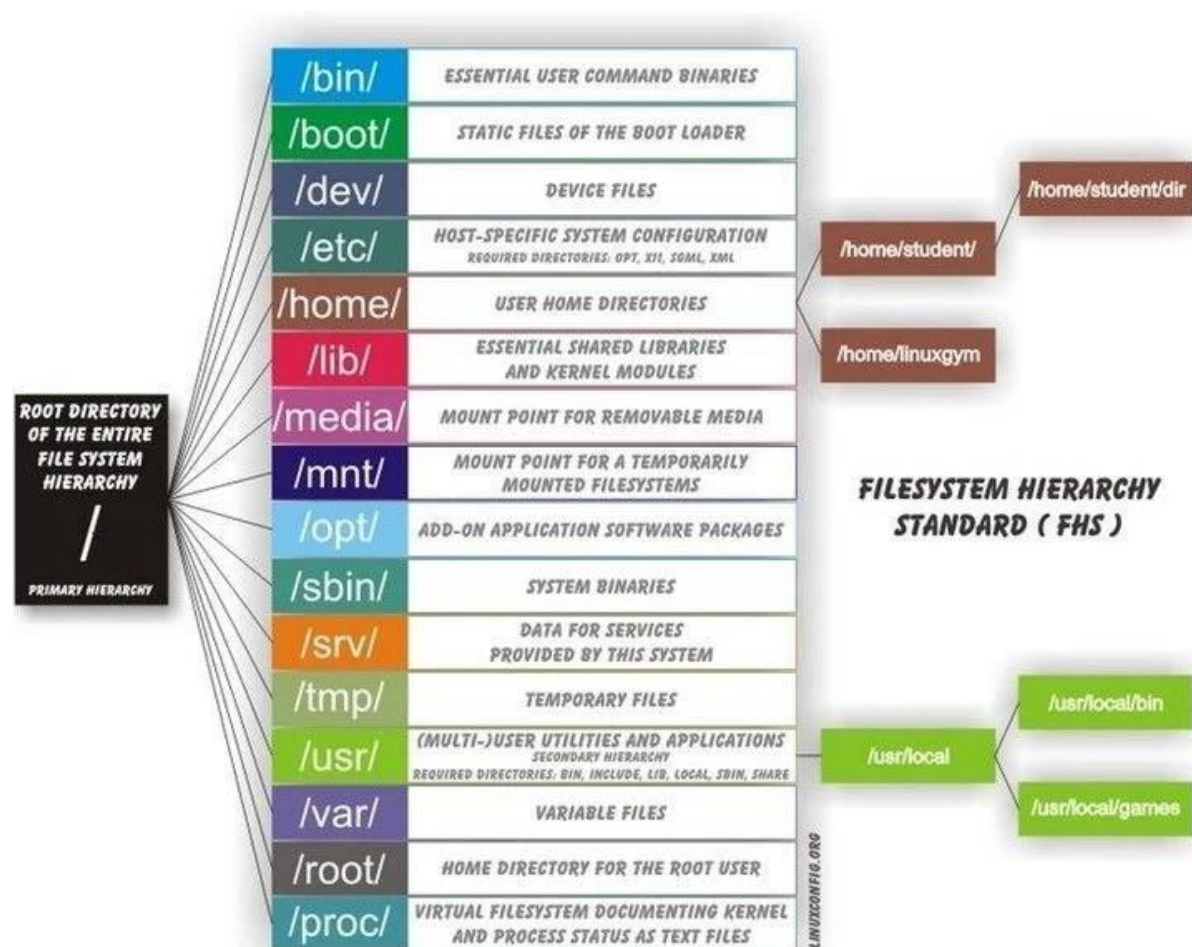 /bin/
ESSENTIAL USER COMMAND BINARIES
/boot/
STATIC FILES OF THE BOOT LOADER
/dev/
DEVICE FILES
/etc/
HOST-SPECIFIC SYSTEM CONFIGURATION
REQUIRED DIRECTORIES: OPT, X11, SGML, XML
/home/
USER HOME DIRECTORIES
/lib/
ESSENTIAL SHARED LIBRARIES
AND KERNEL MODULES
/media/
MOUNT POINT FOR REMOVABLE MEDIA
/mnt/
MOUNT POINT FOR A TEMPORARILY
MOUNTED FILESYSTEMS
/opt/
ADD-ON APPLICATION SOFTWARE PACKAGES
/sbin/
SYSTEM BINARIES
/srv/
DATA FOR SERVICES
PROVIDED BY THIS SYSTEM
/tmp/
TEMPORARY FILES
/usr/
(MULTI-)USER UTILITIES AND APPLICATIONS
SECONDARY HIERARCHY
REQUIRED DIRECTORIES: BIN, INCLUDE, LIB, LOCAL, SBIN, SHARE
/var/
VARIABLE FILES
/root/
HOME DIRECTORY FOR THE ROOT USER
/proc/
VIRTUAL FILESYSTEM DOCUMENTING KERNEL
AND PROCESS STATUS AS TEXT FILES
ROOT DIRECTORY
OF THE ENTIRE
FILE SYSTEM
HIERARCHY
/
PRIMARY HIERARCHY
/home/student/dir
/home/student/
/home/linuxgym
FILESYSTEM HIERARCHY
STANDARD ( FHS )
/usr/local/bin
/usr/local
/usr/local/games
LINUXCONFIG.ORG